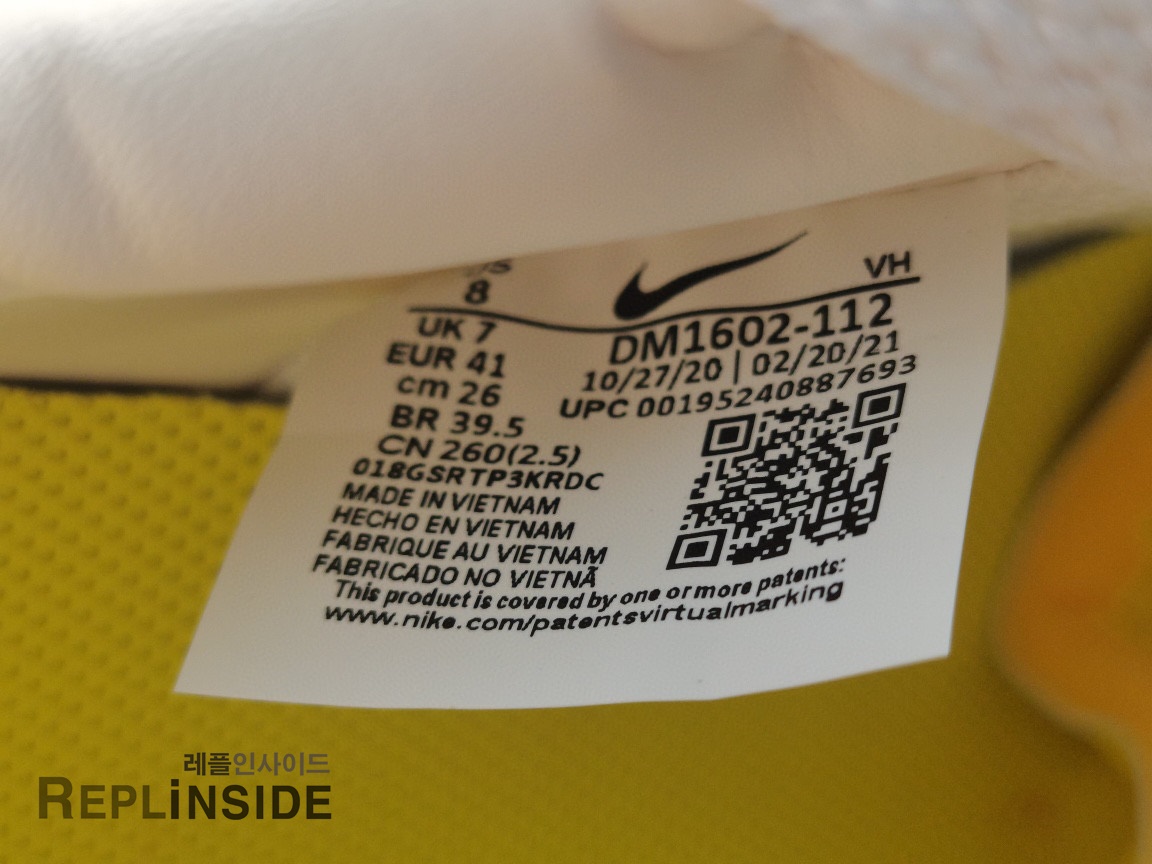 8
VH
UK 7
EUR 41
cm 26
BR 39.5
CN 260(2.5)
018GSRTP3KRDC
MADE IN VIETNAM
HECHO EN VIETNAM
FABRIQUE AU VIETNAM
FABRICADO NO VIETNÃ
DM1602-112
10/27/20 | 02/20/21
UPC 00195240887693
This product is covered by one or more patents:
www.nike.com/patentsvirtualmarking
레플인사이드
REPLiNSIDE